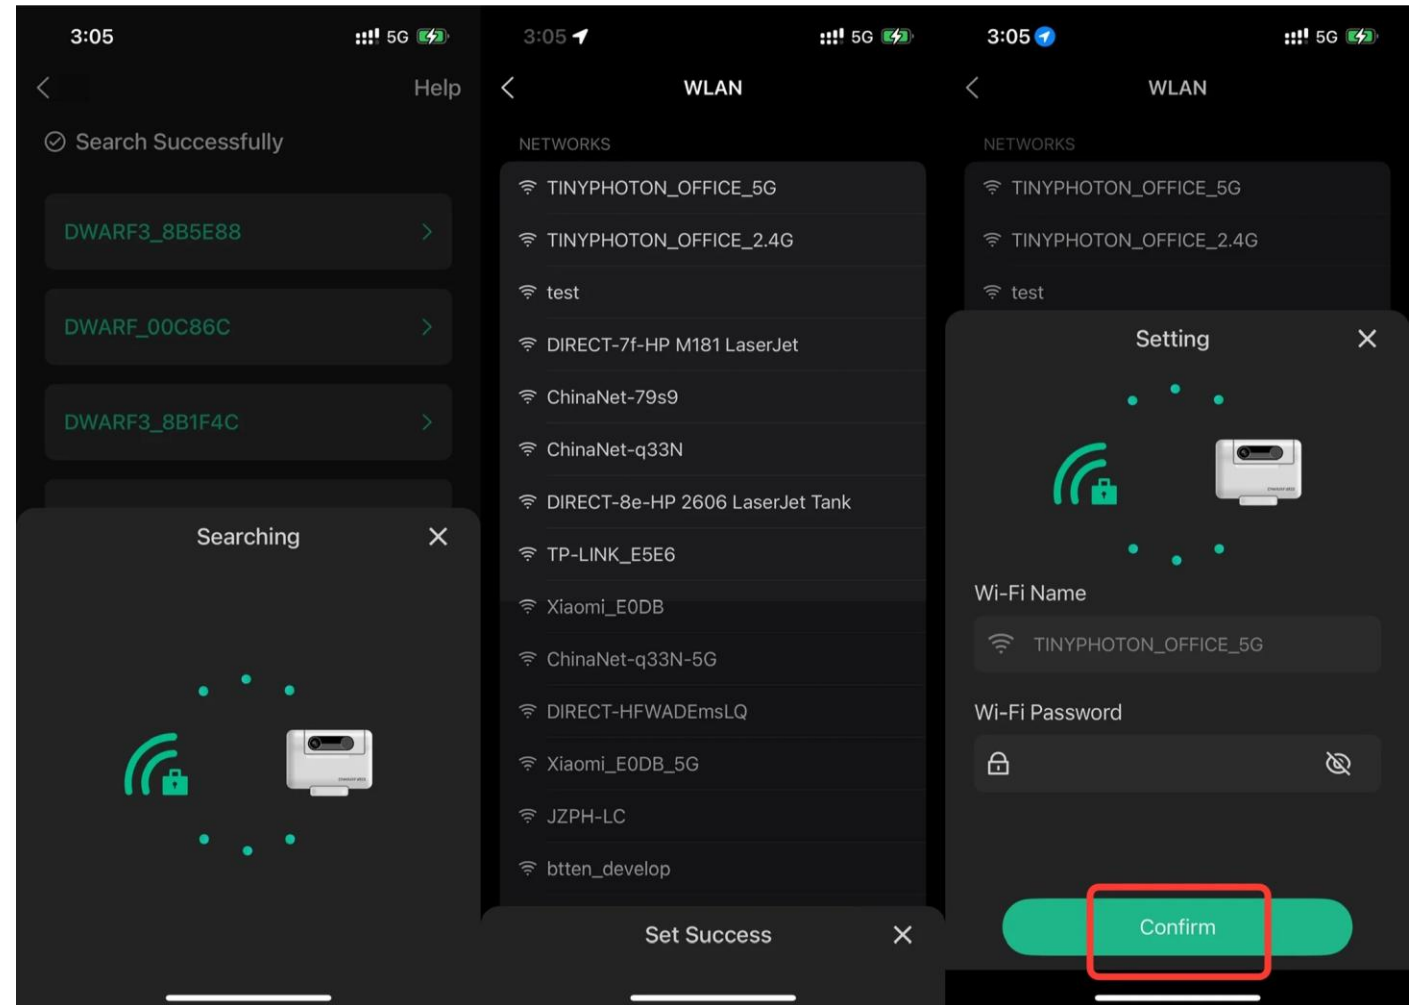 3:05
5G
Help
Search Successfully
DWARF3_8B5E88
DWARF_00C86C
DWARF3_8B1F4C
Searching
3:05
5G
WLAN
NETWORKS
TINYPHOTON_OFFICE_5G
TINYPHOTON_OFFICE_2.4G
test
DIRECT-7f-HP M181 LaserJet
ChinaNet-79s9
ChinaNet-q33N
DIRECT-8e-HP 2606 LaserJet Tank
TP-LINK_E5E6
Xiaomi_E0DB
ChinaNet-q33N-5G
DIRECT-HFWADEmsLQ
Xiaomi_E0DB_5G
JZPH-LC
btten_develop
Set Success
3:05
5G
WLAN
NETWORKS
TINYPHOTON_OFFICE_5G
TINYPHOTON_OFFICE_2.4G
test
Setting
Wi-Fi Name
TINYPHOTON_OFFICE_5G
Wi-Fi Password
Confirm